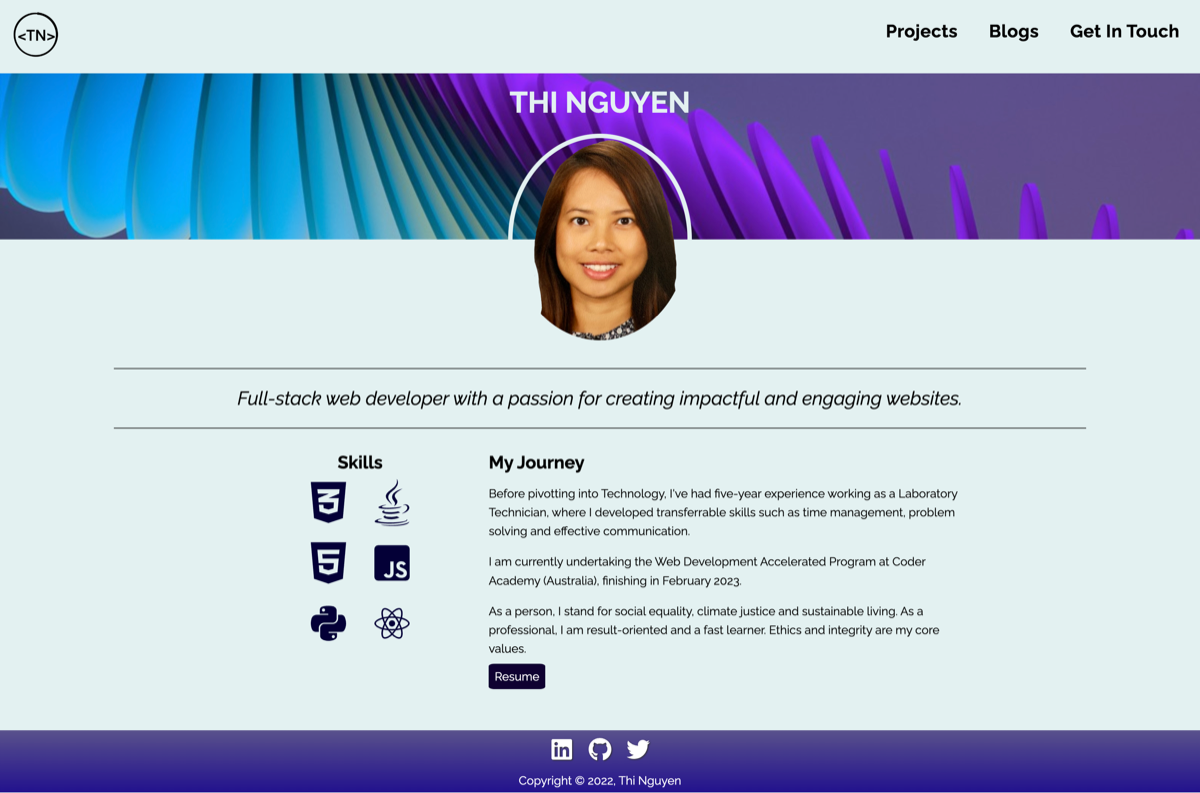 <TN>
Projects Blogs Get In Touch
THI NGUYEN
Full-stack web developer with a passion for creating impactful and engaging websites.
Skills
3
5
JS
My Journey
Before pivotting into Technology, I've had five-year experience working as a Laboratory
Technician, where I developed transferrable skills such as time management, problem
solving and effective communication.
I am currently undertaking the Web Development Accelerated Program at Coder
Academy (Australia), finishing in February 2023.
As a person, I stand for social equality, climate justice and sustainable living. As a
professional, I am result-oriented and a fast learner. Ethics and integrity are my core
values.
Resume
in
Copyright © 2022, Thi Nguyen